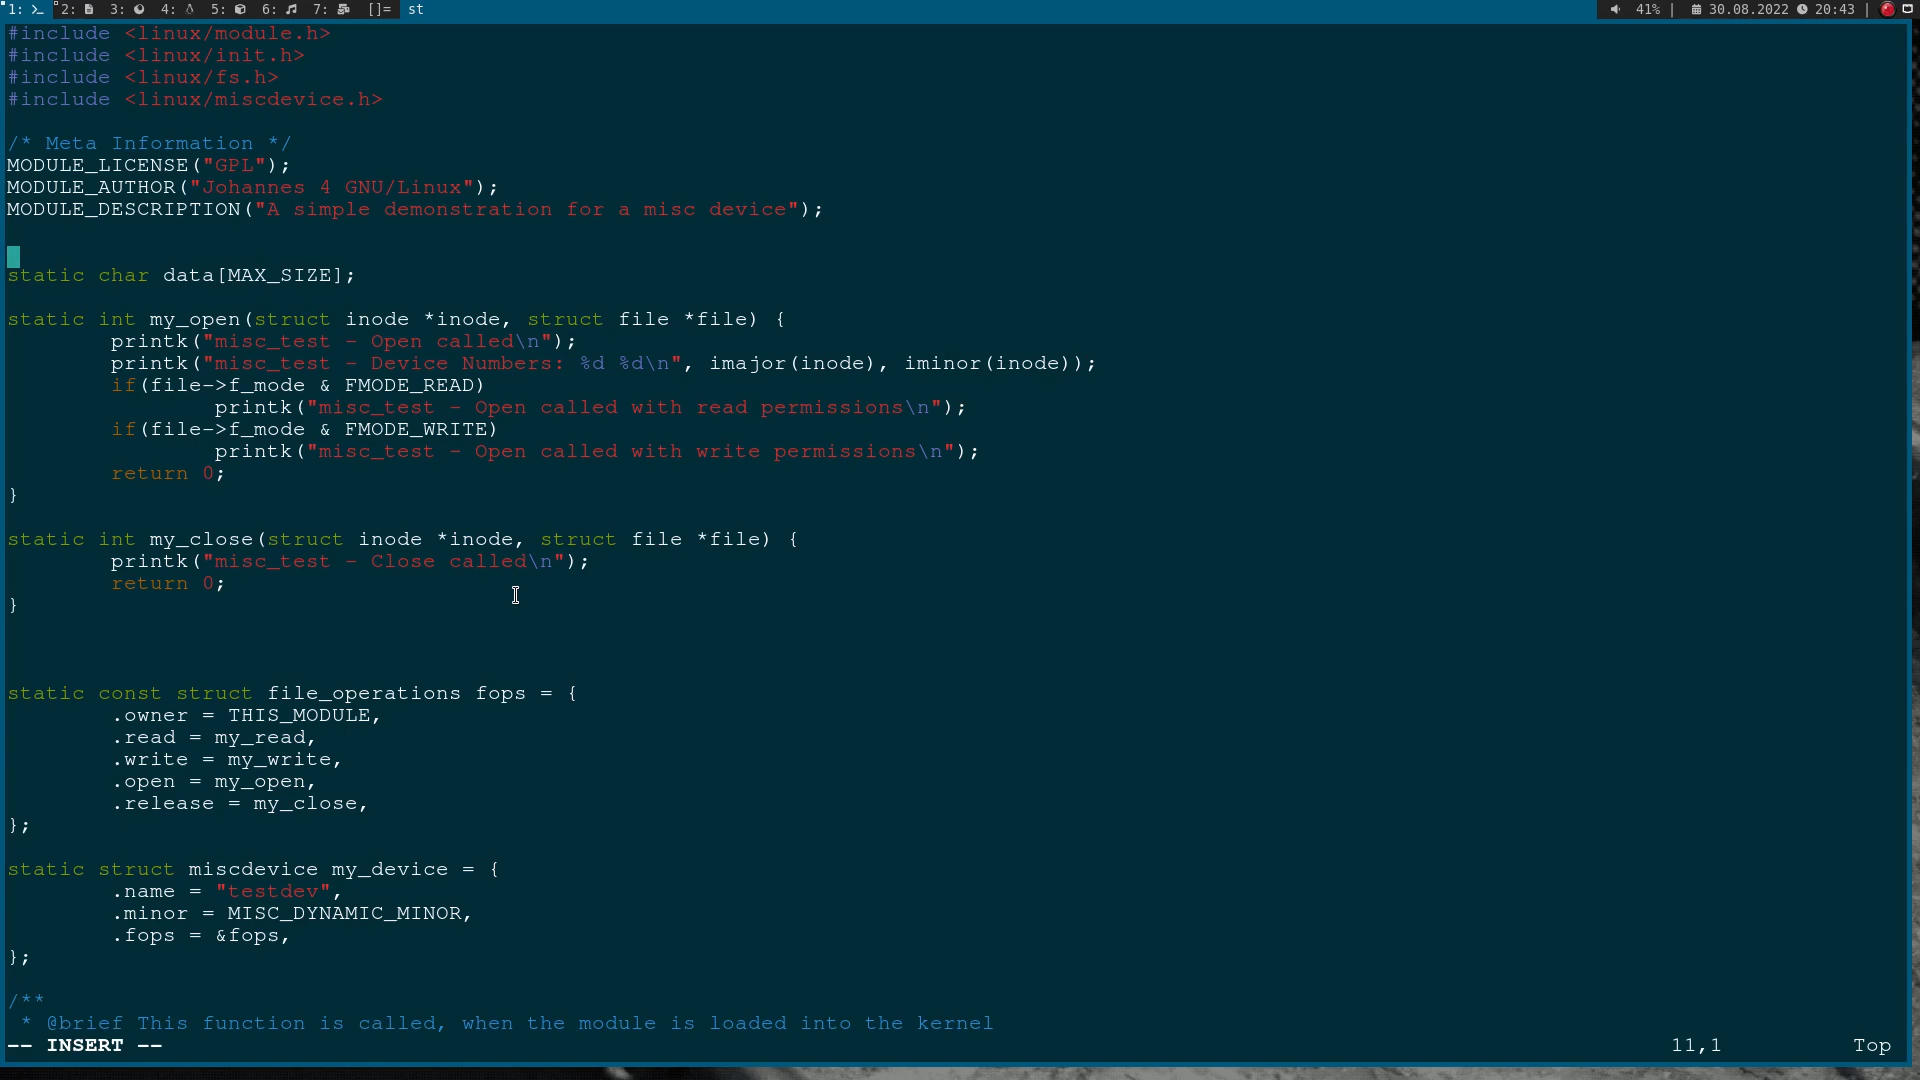 1: 2: 3: 4: 5: 6: 7: []= st 41% | 30.08.2022 20:43 |
#include <linux/module.h>
#include <linux/init.h>
#include <linux/fs.h>
#include <linux/miscdevice.h>
/* Meta Information */
MODULE_LICENSE("GPL");
MODULE_AUTHOR("Johannes 4 GNU/Linux");
MODULE_DESCRIPTION("A simple demonstration for a misc device");
static char data[MAX_SIZE];
static int my_open(struct inode *inode, struct file *file) {
        printk("misc_test - Open called\n");
        printk("misc_test - Device Numbers: %d %d\n", imajor(inode), iminor(inode));
        if(file->f_mode & FMODE_READ)
                printk("misc_test - Open called with read permissions\n");
        if(file->f_mode & FMODE_WRITE)
                printk("misc_test - Open called with write permissions\n");
        return 0;
}
static int my_close(struct inode *inode, struct file *file) {
        printk("misc_test - Close called\n");
        return 0;
}
static const struct file_operations fops = {
        .owner = THIS_MODULE,
        .read = my_read,
        .write = my_write,
        .open = my_open,
        .release = my_close,
};
static struct miscdevice my_device = {
        .name = "testdev",
        .minor = MISC_DYNAMIC_MINOR,
        .fops = &fops,
};
/**
 * @brief This function is called, when the module is loaded into the kernel
-- INSERT -- 11,1 Top